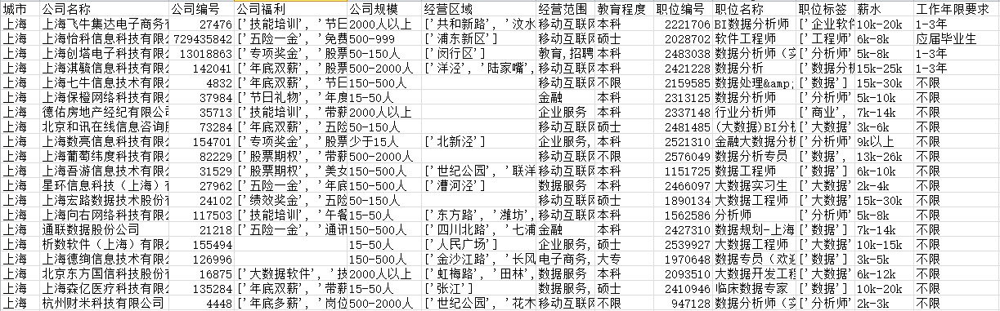 城市 公司名称 公司编号 公司福利 公司规模 经营区域 经营范围 教育程度 职位编号 职位名称 职位标签 薪水 工作年限要求
上海 上海飞牛集达电子商务有 27476 ['技能培训', '节日 2000人以上 ['共和新路', '汶水 移动互联网 本科 2221706 BI数据分析师 ['企业软件 10k-20k 1-3年
上海 上海怡科信息科技有限公 729435842 ['五险一金', '免费 500-999 ['浦东新区'] 移动互联网 本科 2028702 软件工程师 ['工程师' 6k-8k 应届毕业生
上海 上海创塔电子科技有限公 13018863 ['专项奖金', '股票 50-150人 ['闵行区'] 教育,招聘 本科 2483038 数据分析师（实 ['分析师' 5k-8k 1-3年
上海 上海淇毓信息科技有限公 142041 ['年底双薪', '股票 500-2000人 ['洋泾', '陆家嘴', 移动互联网 本科 2421228 数据分析 ['数据分析 15k-25k 1-3年
上海 上海七牛信息技术有限公 4832 ['年底双薪', '节日 150-500人 移动互联网 不限 2159585 数据处理&amp; ['数据'] 15k-30k 不限
上海 上海保橙网络科技有限公 37984 ['节日礼物', '年度 15-50人 金融 本科 2313125 数据分析师 ['分析师' 5k-10k 不限
上海 德佑房地产经纪有限公司 35713 ['技能培训', '带薪 2000人以上 企业服务 本科 2337148 行业分析师 ['商业', 7k-14k 不限
上海 北京和讯在线信息咨询服 73284 ['年底双薪', '五险 50-150人 移动互联网 硕士 2481485 (大数据)BI分析 ['大数据' 3k-6k 不限
上海 上海数亮信息科技有限公 154701 ['专项奖金', '股票 少于15人 ['北新泾'] 企业服务, 本科 2521310 金融大数据分析 ['分析师' 9k以上 不限
上海 上海葡萄纬度科技有限公 82229 ['股票期权', '带薪 500-2000人 移动互联网 不限 2576049 数据分析专员 ['数据', 13k-26k 不限
上海 上海吾游信息技术有限公 31529 ['股票期权', '美女 150-500人 ['世纪公园', '联洋 移动互联网 本科 1151725 数据工程师 ['数据'] 6k-10k 不限
上海 星环信息科技（上海）有 27962 ['五险一金', '年底 150-500人 ['漕河泾'] 数据服务 本科 2466097 大数据实习生 ['数据'] 2k-4k 不限
上海 上海宏路数据技术股份有 24102 ['绩效奖金', '五险 50-150人 移动互联网 硕士 1890134 大数据工程师 ['大数据' 15k-30k 不限
上海 上海向右网络科技有限公 117503 ['技能培训', '午餐 15-50人 ['东方路', '潍坊', 移动互联网 本科 1562586 分析师 ['分析师' 5k-8k 不限
上海 通联数据股份公司 21218 ['五险一金', '通讯 150-500人 ['四川北路', '七浦 金融 本科 2427310 数据规划-上海 ['大数据' 7k-14k 不限
上海 析数软件（上海）有限公 155494 15-50人 ['人民广场'] 企业服务, 硕士 2539927 大数据工程师 ['大数据' 10k-15k 不限
上海 上海德绚信息技术有限公 126996 150-500人 ['金沙江路', '长风 电子商务, 大专 1970648 数据专员（欢迎 ['数据'] 3k-5k 不限
上海 北京东方国信科技股份有 16875 ['大数据软件', '技 2000人以上 ['虹梅路', '田林', 数据服务 本科 2093510 大数据开发工程 ['大数据' 6k-12k 不限
上海 上海森亿医疗科技有限公 135284 ['年底双薪', '带薪 15-50人 ['张江'] 数据服务, 硕士 2410946 临床数据专家 ['数据'] 10k-20k 不限
上海 杭州财米科技有限公司 4448 ['年底多薪', '岗位 500-2000人 ['世纪公园', '花木 移动互联网 本科 947128 数据分析师（实 ['分析师' 2k-3k 不限